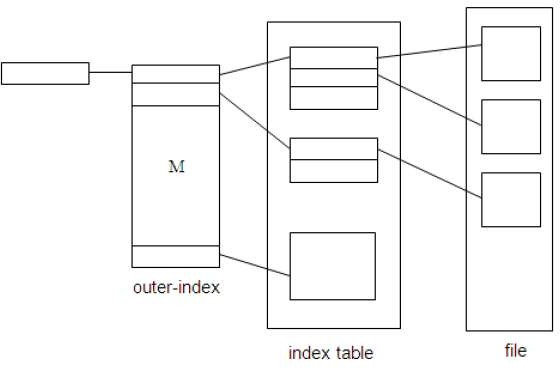 M
outer-index
index table
file